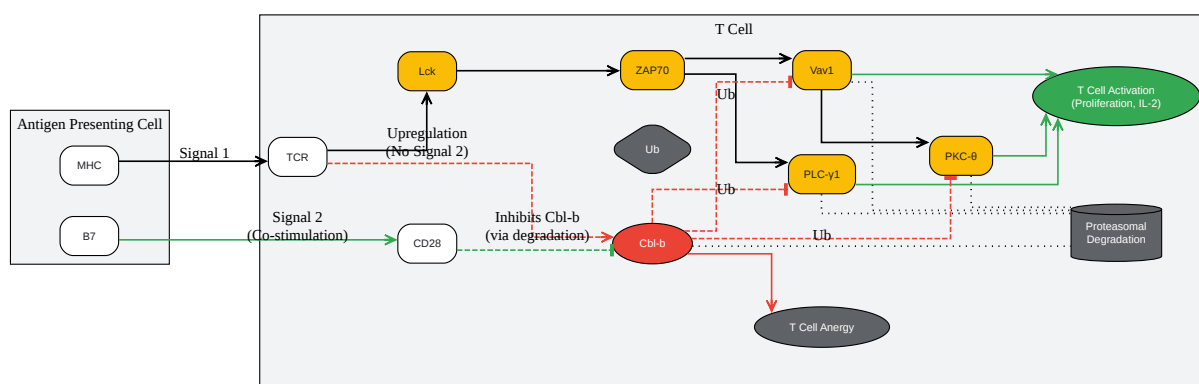 T Cell
Lck
ZAP70
Vav1
T Cell Activation
(Proliferation, IL-2)
Ub
Antigen Presenting Cell
MHC
Signal 1
TCR
Upregulation
(No Signal 2)
Ub
PKC-θ
PLC-γ1
Ub
B7
Signal 2
(Co-stimulation)
CD28
Inhibits Cbl-b
(via degradation)
Cbl-b
Ub
Proteasomal
Degradation
T Cell Anergy